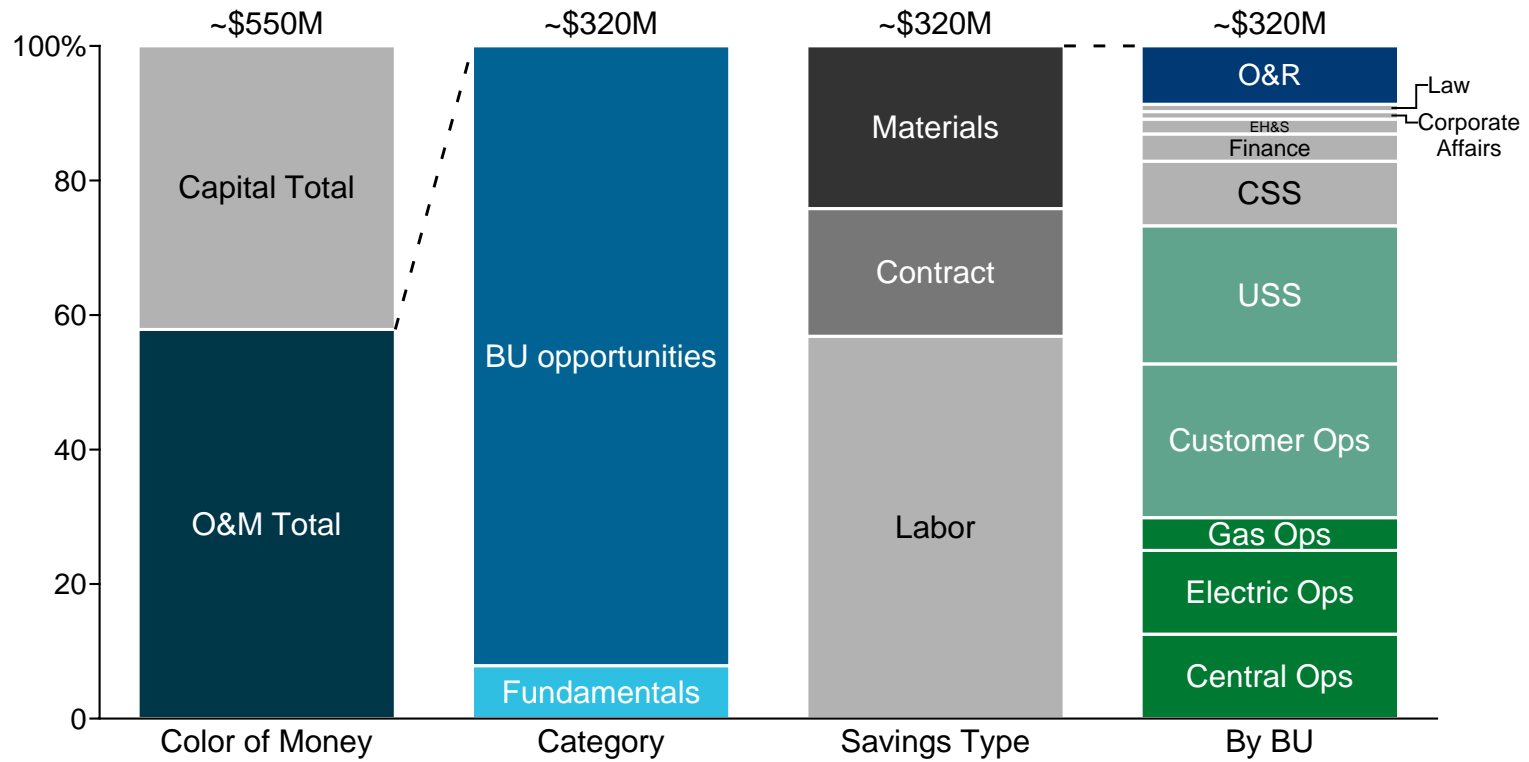 ~$550M
~$320M
~$320M
~$320M
100%
80
60
40
20
0
Capital Total
O&M Total
BU opportunities
Fundamentals
Materials
Contract
Labor
O&R
Law
Corporate
Affairs
EH&S
Finance
CSS
USS
Customer Ops
Gas Ops
Electric Ops
Central Ops
Color of Money
Category
Savings Type
By BU